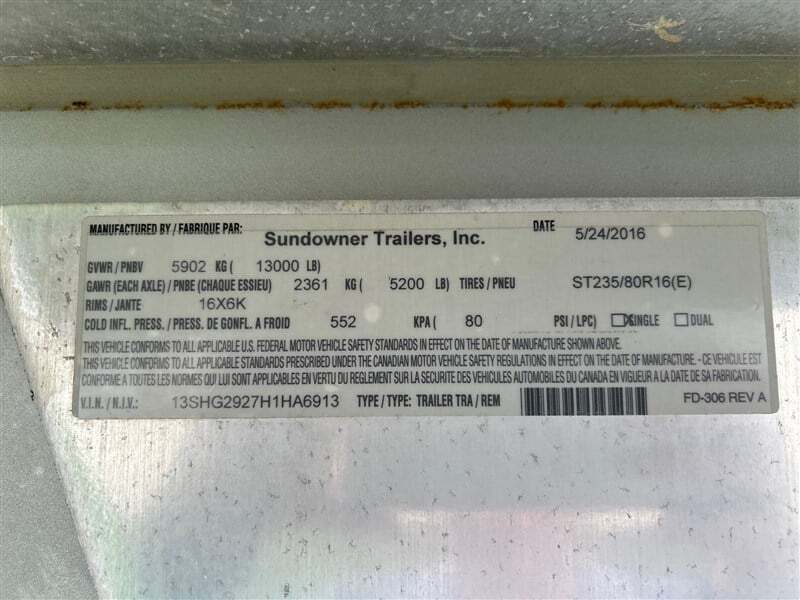 MANUFACTURED BY / FABRIQUE PAR: Sundowner Trailers, Inc. DATE 5/24/2016
GVWR / PNBV 5902 KG ( 13000 LB)
GAWR (EACH AXLE) / PNBE (CHAQUE ESSIEU) 2361 KG ( 5200 LB) TIRES / PNEU ST235/80R16(E)
RIMS / JANTE 16X6K
COLD INFL. PRESS. / PRESS. DE GONFL. A FROID 552 KPA ( 80 PSI / LPC) SINGLE DUAL
THIS VEHICLE CONFORMS TO ALL APPLICABLE U.S. FEDERAL MOTOR VEHICLE SAFETY STANDARDS IN EFFECT ON THE DATE OF MANUFACTURE SHOWN ABOVE.
THIS VEHICLE CONFORMS TO ALL APPLICABLE STANDARDS PRESCRIBED UNDER THE CANADIAN MOTOR VEHICLE SAFETY REGULATIONS IN EFFECT ON THE DATE OF MANUFACTURE - CE VEHICULE EST
CONFORME A TOUTES LES NORMES QUI LUI SONT APPLICABLES EN VERTU DU REGLEMENT SUR LA SECURITE DES VEHICULES AUTOMOBILES DU CANADA EN VIGUEUR A LA DATE DE SA FABRICATION.
V.I.N. / N.I.V.: 13SHG2927H1HA6913 TYPE / TYPE: TRAILER TRA / REM FD-306 REV A